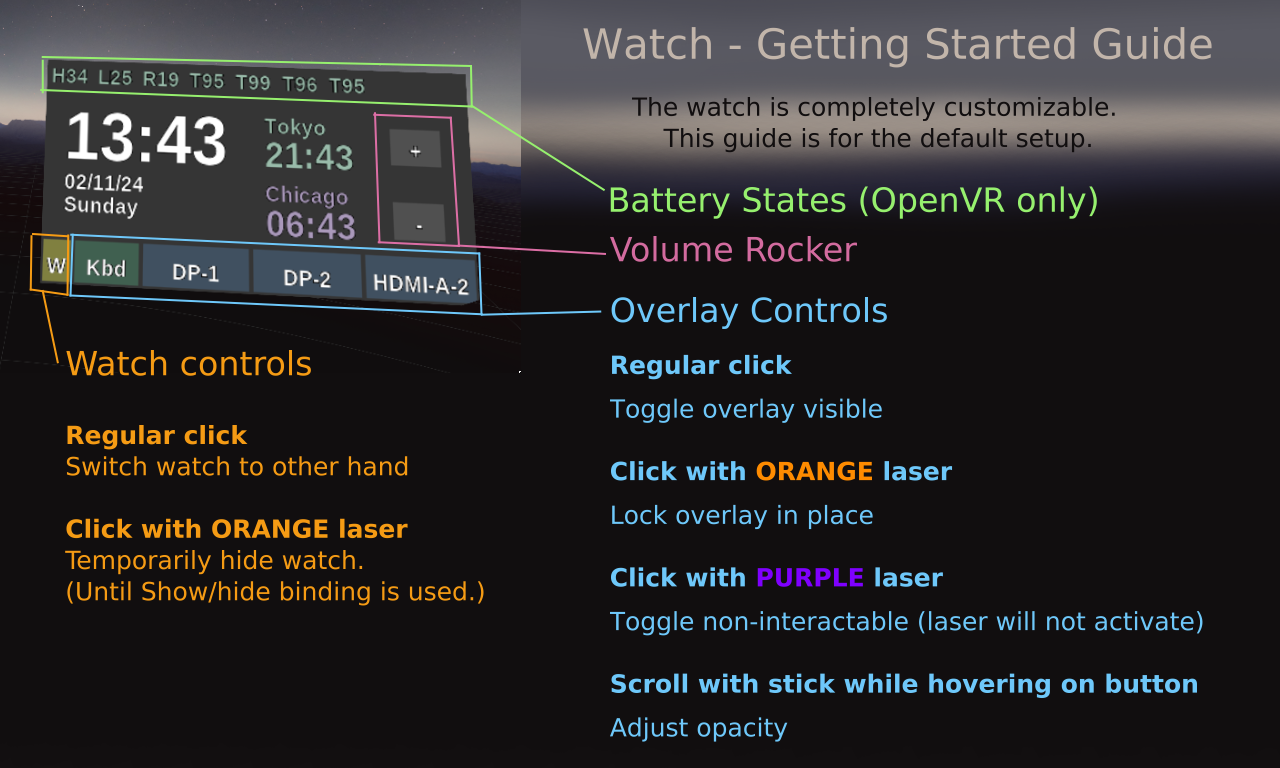 Watch - Getting Started Guide
The watch is completely customizable.
This guide is for the default setup.
H34 L25 R19 T95 T99 T96 T95
13:43
02/11/24
Sunday
Tokyo
21:43
Chicago
06:43
+
-
W
Kbd
DP-1
DP-2
HDMI-A-2
Battery States (OpenVR only)
Volume Rocker
Overlay Controls
Regular click
Toggle overlay visible
Click with ORANGE laser
Lock overlay in place
Click with PURPLE laser
Toggle non-interactable (laser will not activate)
Scroll with stick while hovering on button
Adjust opacity
Watch controls
Regular click
Switch watch to other hand
Click with ORANGE laser
Temporarily hide watch.
(Until Show/hide binding is used.)